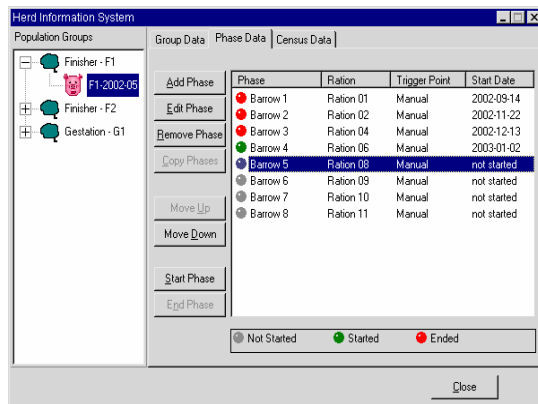 Herd Information System
Population Groups
Finisher - F1
F1-2002-05
Finisher - F2
Gestation - G1
Group Data Phase Data Census Data
Add Phase
Edit Phase
Remove Phase
Copy Phases
Move Up
Move Down
Start Phase
End Phase
Phase Ration Trigger Point Start Date
Barrow 1 Ration 01 Manual 2002-09-14
Barrow 2 Ration 02 Manual 2002-11-22
Barrow 3 Ration 04 Manual 2002-12-13
Barrow 4 Ration 06 Manual 2003-01-02
Barrow 5 Ration 08 Manual not started
Barrow 6 Ration 09 Manual not started
Barrow 7 Ration 10 Manual not started
Barrow 8 Ration 11 Manual not started
Not Started Started Ended
Close